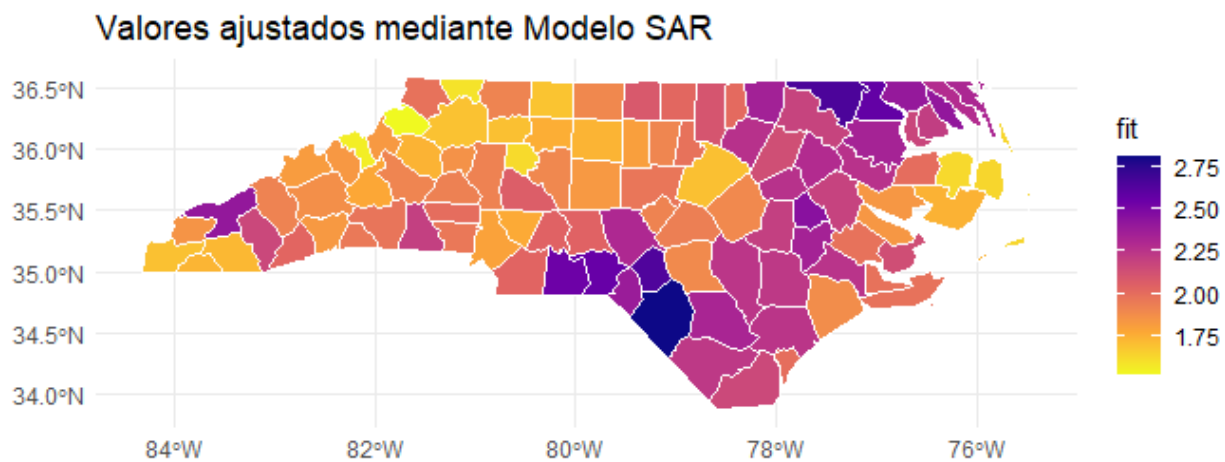 Valores ajustados mediante Modelo SAR
36.5°N
36.0°N
35.5°N
35.0°N
34.5°N
34.0°N
84°W
82°W
80°W
78°W
76°W
fit
2.75
2.50
2.25
2.00
1.75